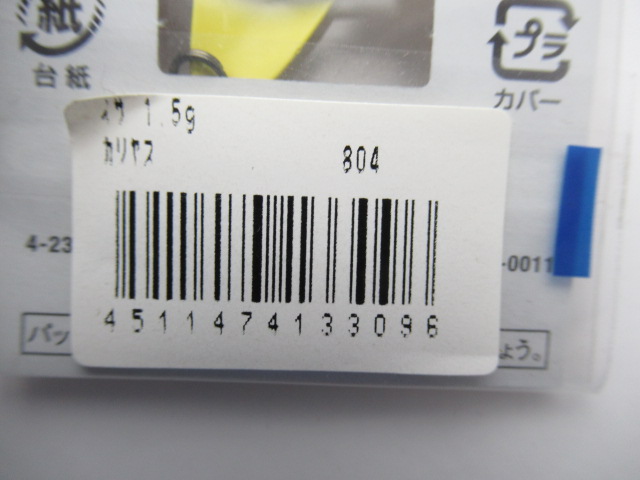 紙
台紙
プラ
カバー
1.5g
カリヤス 804
4-23
-0011
4511474133096
パッ
ょう。